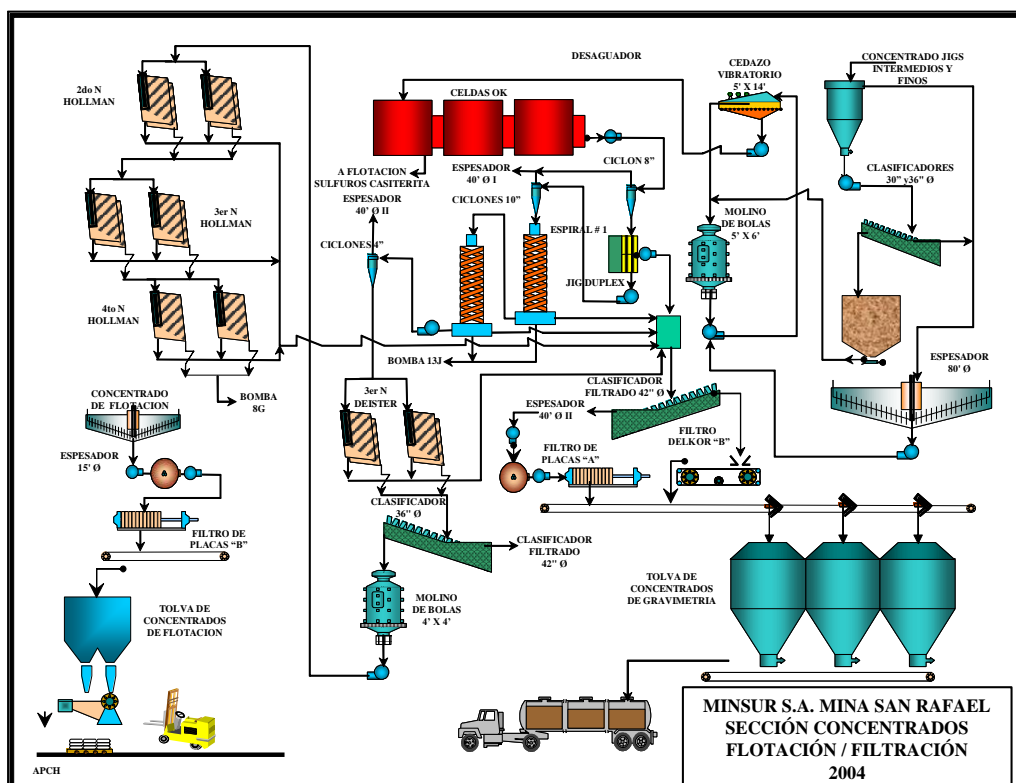 DESAGUADOR
CEDAZO
VIBRATORIO
5' X 14'
CONCENTRADO JIGS
INTERMEDIOS Y
FINOS
2do N
HOLLMAN
CELDAS OK
CICLON 8"
A FLOTACION
SULFUROS CASITERITA
ESPESADOR
40' Ø I
CLASIFICADORES
30" y36" Ø
ESPESADOR
40' Ø II
CICLONES 10"
3er N
HOLLMAN
ESPIRAL # 1
MOLINO
DE BOLAS
5' X 6'
CICLONES 4"
JIG DUPLEX
4to N
HOLLMAN
BOMBA 13J
ESPESADOR
80' Ø
CONCENTRADO
DE FLOTACION
BOMBA
8G
3er N
DEISTER
CLASIFICADOR
FILTRADO 42" Ø
ESPESADOR
40' Ø II
FILTRO
DELKOR "B"
ESPESADOR
15' Ø
FILTRO DE
PLACAS "A"
CLASIFICADOR
36" Ø
FILTRO DE
PLACAS "B"
CLASIFICADOR
FILTRADO
42" Ø
TOLVA DE
CONCENTRADOS
DE GRAVIMETRIA
TOLVA DE
CONCENTRADOS
DE FLOTACION
MOLINO
DE BOLAS
4' X 4'
APCH
MINSUR S.A. MINA SAN RAFAEL
SECCIÓN CONCENTRADOS
FLOTACIÓN / FILTRACIÓN
2004